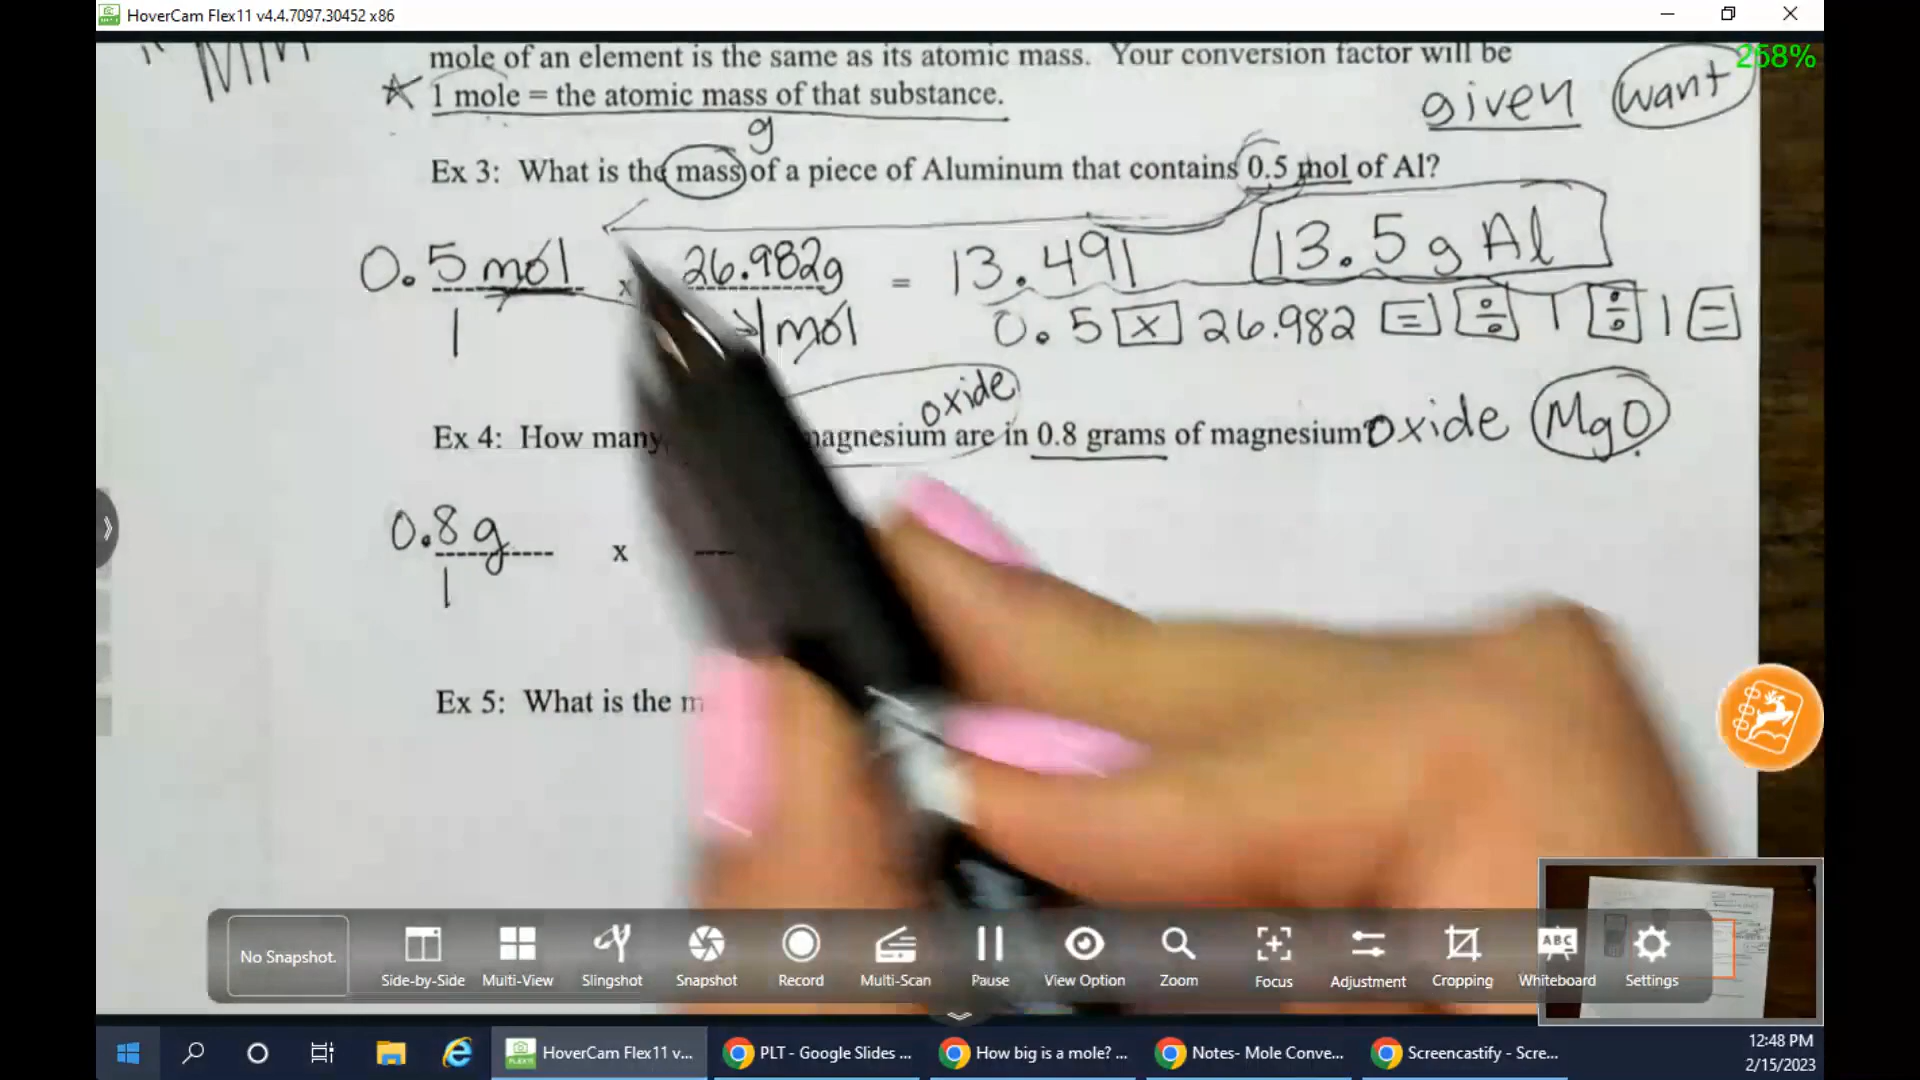 HoverCam Flex11 v4.4.7097.30452 x86
258%
mole of an element is the same as its atomic mass. Your conversion factor will be
1 mole = the atomic mass of that substance.
given want
g
Ex 3: What is the mass of a piece of Aluminum that contains 0.5 mol of Al?
0.5 mol x 26.982g = 13.491 13.5 g Al
1 1 mol 0.5 x 26.982 = ÷ 1 ÷ 1 =
oxide
Ex 4: How many magnesium are in 0.8 grams of magnesium oxide MgO
0.8 g x
1
Ex 5: What is the
No Snapshot.
Side-by-Side Multi-View Slingshot Snapshot Record Multi-Scan Pause View Option Zoom Focus Adjustment Cropping ABC Whiteboard Settings
HoverCam Flex11 v... PLT - Google Slides ... How big is a mole? ... Notes- Mole Conve... Screencastify - Scre... 12:48 PM
2/15/2023